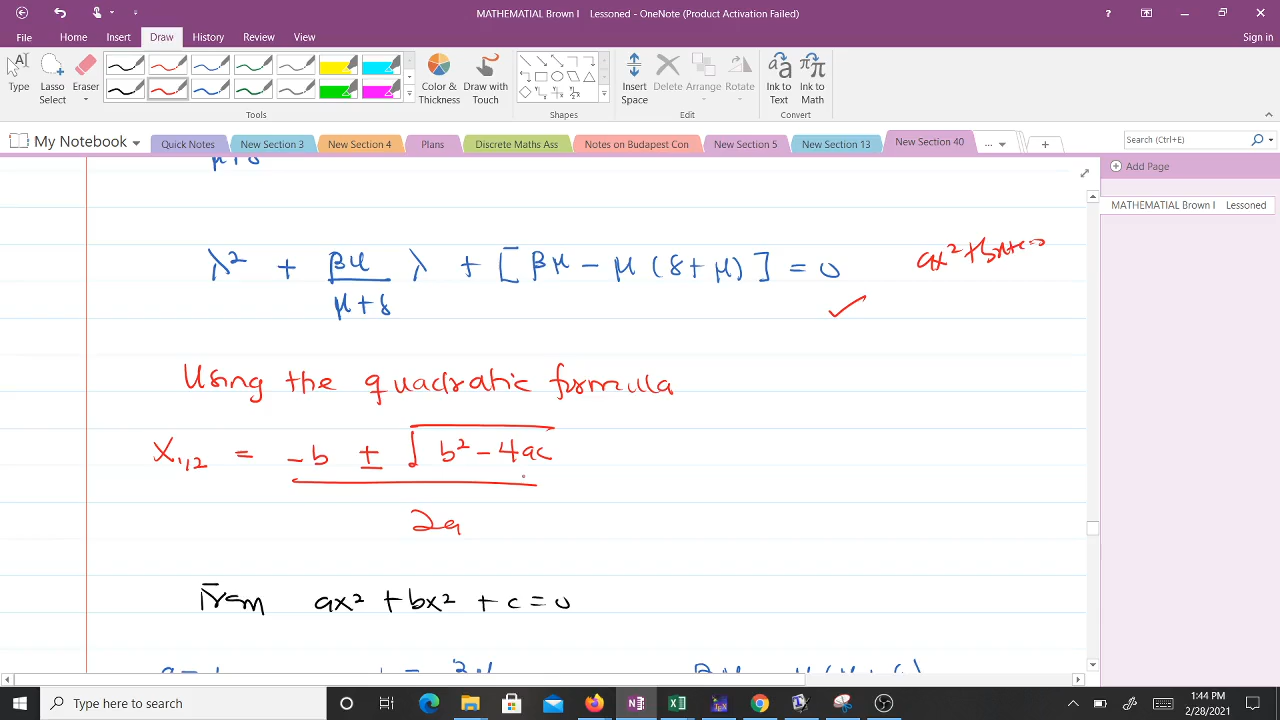 MATHEMATIAL Brown I Lessoned - OneNote (Product Activation Failed)
File Home Insert Draw History Review View
Sign in
Type Lasso Select Eraser Color & Thickness Draw with Touch Insert Space Delete Arrange Rotate Ink to Text Ink to Math
Tools Shapes Edit Convert
My Notebook Quick Notes New Section 3 New Section 4 Plans Discrete Maths Ass Notes on Budapest Con New Section 5 New Section 13 New Section 40 ... Search (Ctrl+E)
Add Page
MATHEMATIAL Brown I Lessoned
μ+δ
ax²+bx+c=0
λ² + βμ/(μ+δ) λ + [βμ − μ(δ+μ)] = 0
Using the quadratic formula
X₁,₂ = (−b ± √(b² − 4ac)) / 2a
From ax² + bx² + c = 0
Type here to search
1:44 PM
2/28/2021